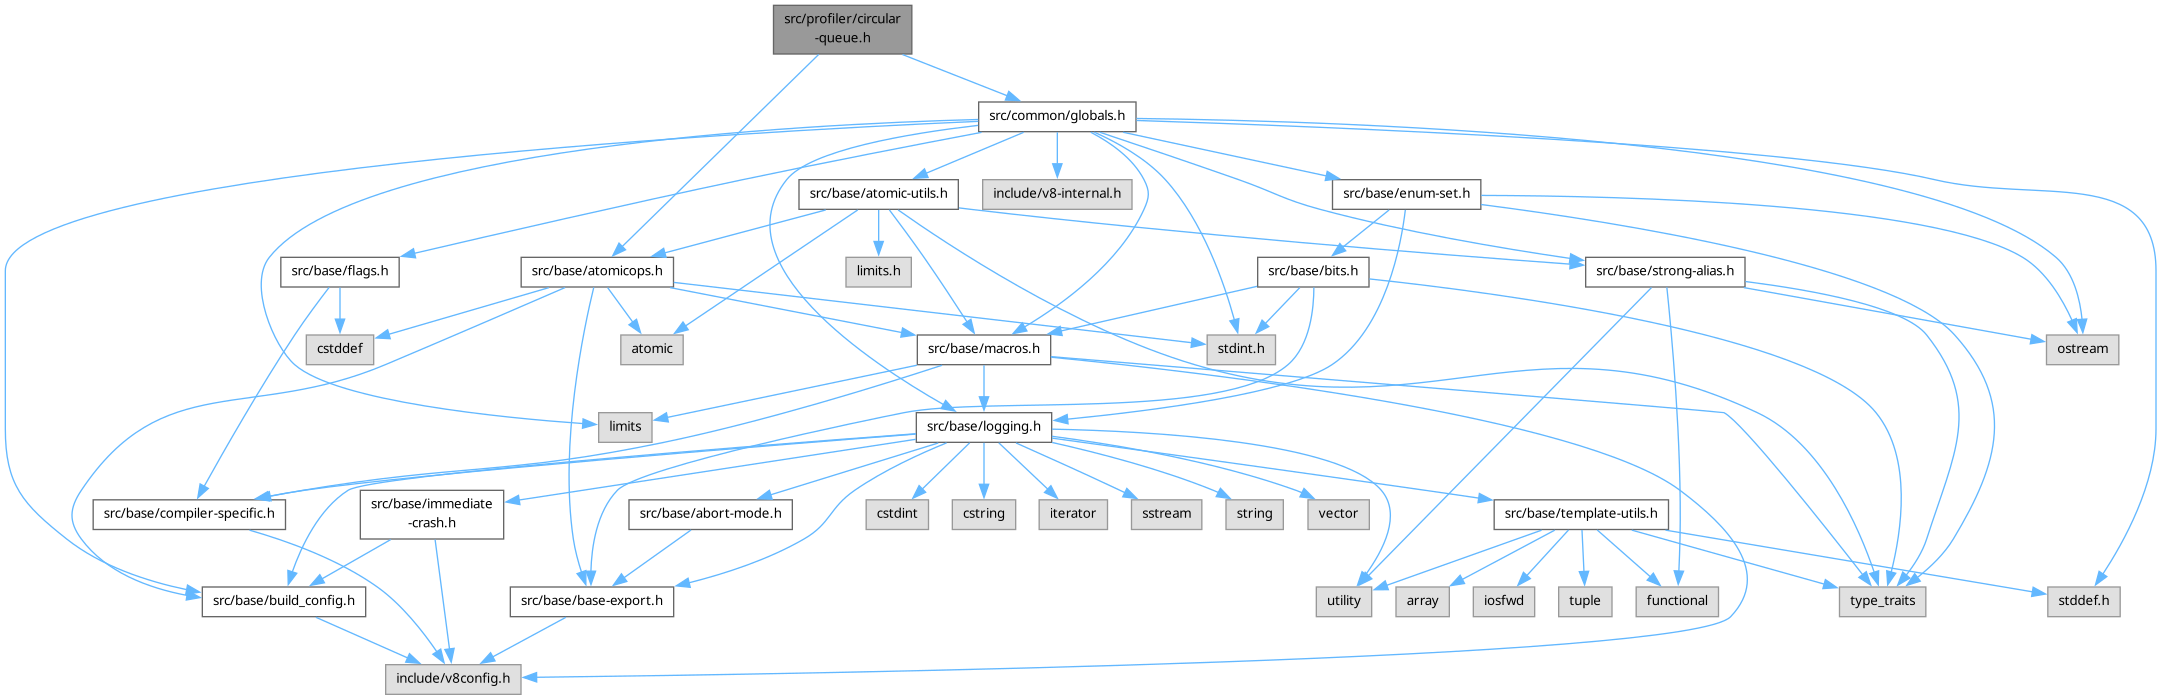 src/profiler/circular
-queue.h
src/common/globals.h
src/base/atomic-utils.h
include/v8-internal.h
src/base/enum-set.h
src/base/flags.h
src/base/atomicops.h
limits.h
src/base/bits.h
src/base/strong-alias.h
cstddef
atomic
src/base/macros.h
stdint.h
ostream
limits
src/base/logging.h
src/base/compiler-specific.h
src/base/immediate
-crash.h
src/base/abort-mode.h
cstdint
cstring
iterator
sstream
string
vector
src/base/template-utils.h
src/base/build_config.h
src/base/base-export.h
utility
array
iosfwd
tuple
functional
type_traits
stddef.h
include/v8config.h